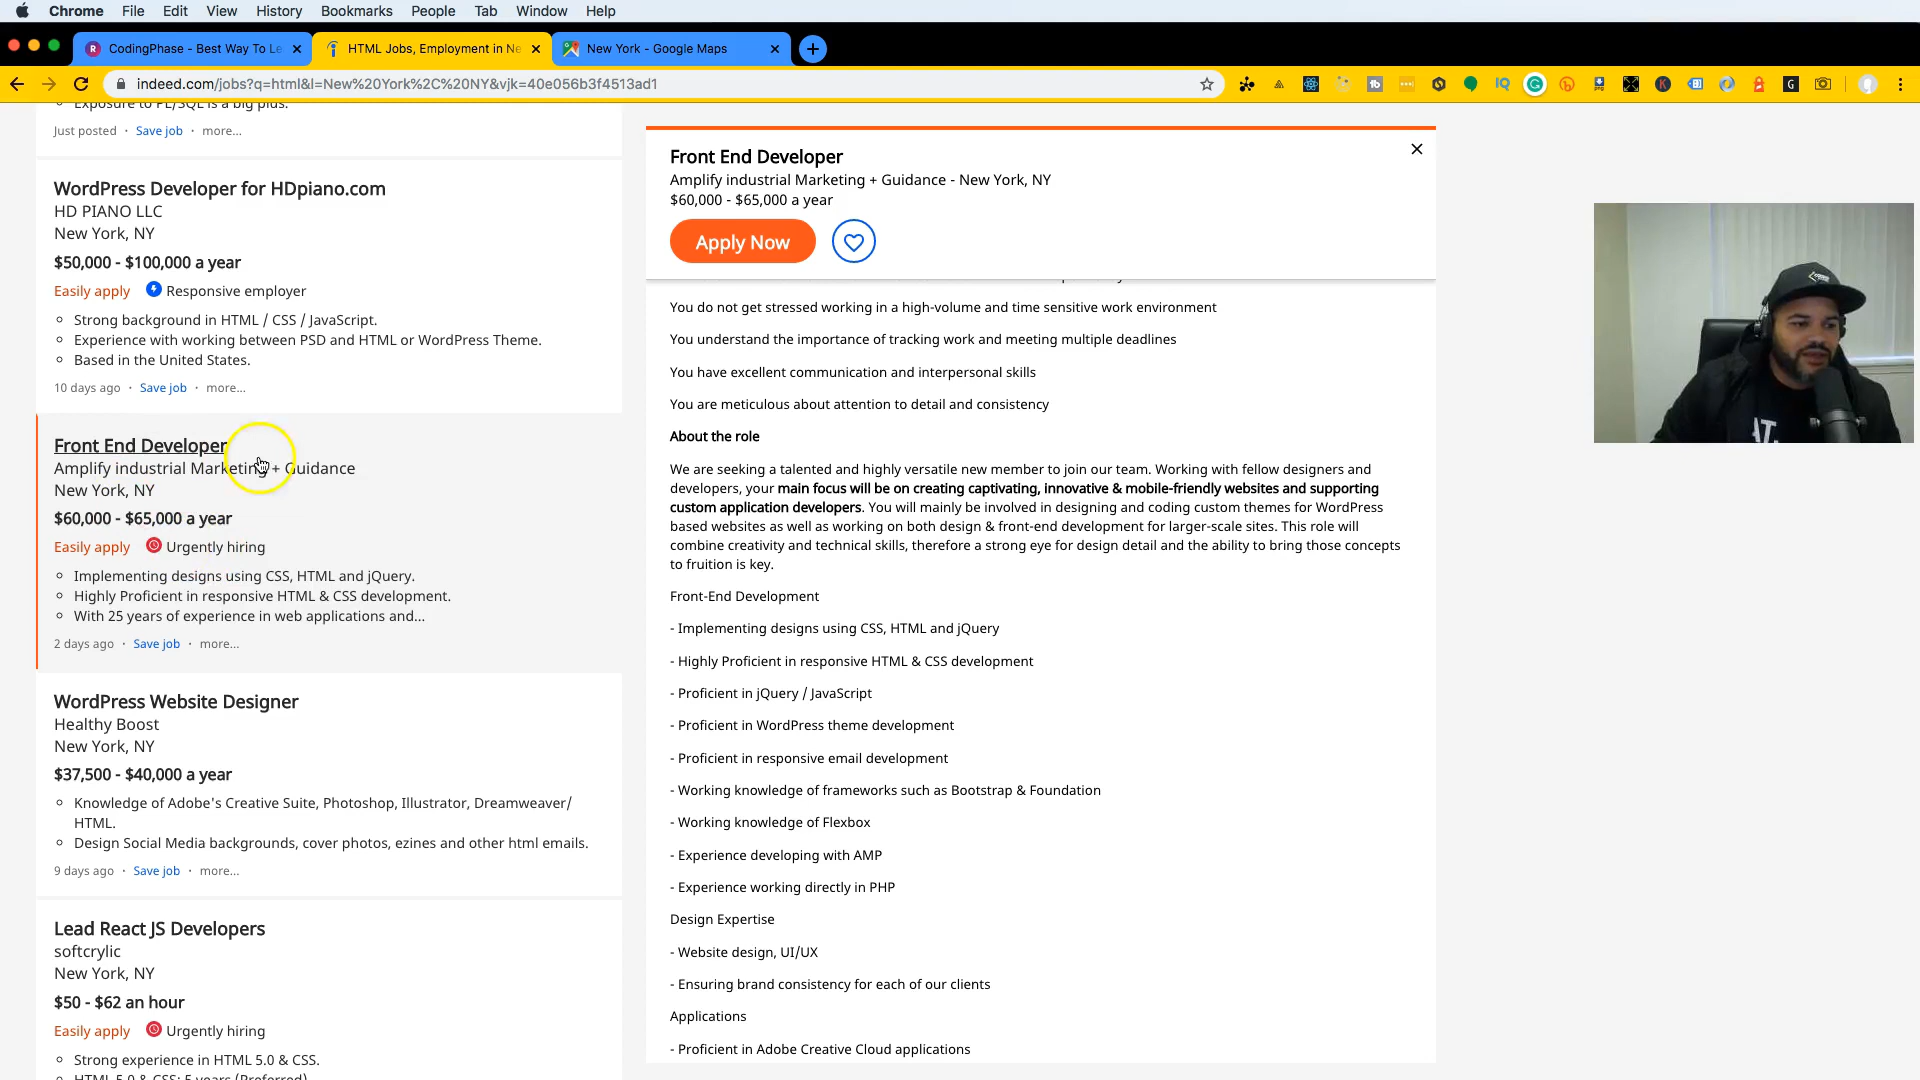 Chrome File Edit View History Bookmarks People Tab Window Help
CodingPhase - Best Way To Le
HTML Jobs, Employment in Ne
New York - Google Maps
indeed.com/jobs?q=html&l=New%20York%2C%20NY&vjk=40e056b3f4513ad1
Exposure to PL/SQL is a big plus.
Just posted · Save job · more...
WordPress Developer for HDpiano.com
HD PIANO LLC
New York, NY
$50,000 - $100,000 a year
Easily apply Responsive employer
Strong background in HTML / CSS / JavaScript.
Experience with working between PSD and HTML or WordPress Theme.
Based in the United States.
10 days ago · Save job · more...
Front End Developer
Amplify industrial Marketing + Guidance
New York, NY
$60,000 - $65,000 a year
Easily apply Urgently hiring
Implementing designs using CSS, HTML and jQuery.
Highly Proficient in responsive HTML & CSS development.
With 25 years of experience in web applications and...
2 days ago · Save job · more...
WordPress Website Designer
Healthy Boost
New York, NY
$37,500 - $40,000 a year
Knowledge of Adobe's Creative Suite, Photoshop, Illustrator, Dreamweaver/
HTML.
Design Social Media backgrounds, cover photos, ezines and other html emails.
9 days ago · Save job · more...
Lead React JS Developers
softcrylic
New York, NY
$50 - $62 an hour
Easily apply Urgently hiring
Strong experience in HTML 5.0 & CSS.
HTML 5.0 & CSS: 5 years (Preferred)
Front End Developer
Amplify industrial Marketing + Guidance - New York, NY
$60,000 - $65,000 a year
Apply Now
You do not get stressed working in a high-volume and time sensitive work environment
You understand the importance of tracking work and meeting multiple deadlines
You have excellent communication and interpersonal skills
You are meticulous about attention to detail and consistency
About the role
We are seeking a talented and highly versatile new member to join our team. Working with fellow designers and
developers, your main focus will be on creating captivating, innovative & mobile-friendly websites and supporting
custom application developers. You will mainly be involved in designing and coding custom themes for WordPress
based websites as well as working on both design & front-end development for larger-scale sites. This role will
combine creativity and technical skills, therefore a strong eye for design detail and the ability to bring those concepts
to fruition is key.
Front-End Development
- Implementing designs using CSS, HTML and jQuery
- Highly Proficient in responsive HTML & CSS development
- Proficient in jQuery / JavaScript
- Proficient in WordPress theme development
- Proficient in responsive email development
- Working knowledge of frameworks such as Bootstrap & Foundation
- Working knowledge of Flexbox
- Experience developing with AMP
- Experience working directly in PHP
Design Expertise
- Website design, UI/UX
- Ensuring brand consistency for each of our clients
Applications
- Proficient in Adobe Creative Cloud applications